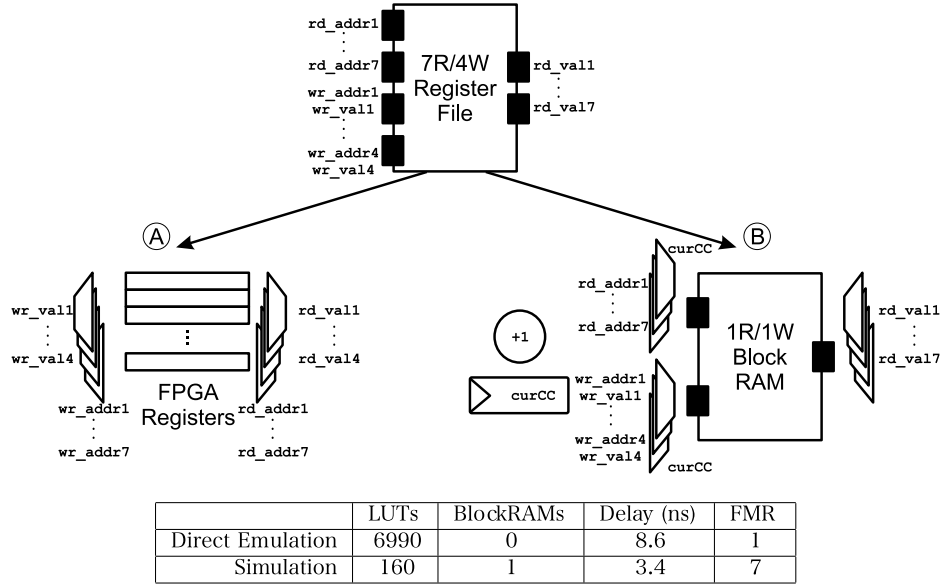 rd_addr1
rd_addr7
wr_addr1
wr_val1
wr_addr4
wr_val4
7R/4W
Register
File
rd_val1
rd_val7
A
B
wr_val1
wr_val4
wr_addr1
wr_addr7
FPGA
Registers
rd_val1
rd_val4
rd_addr1
rd_addr7
+1
curCC
curCC
rd_addr1
rd_addr7
wr_addr1
wr_val1
wr_addr4
wr_val4
curCC
1R/1W
Block
RAM
rd_val1
rd_val7
LUTs BlockRAMs Delay (ns) FMR
Direct Emulation 6990 0 8.6 1
Simulation 160 1 3.4 7